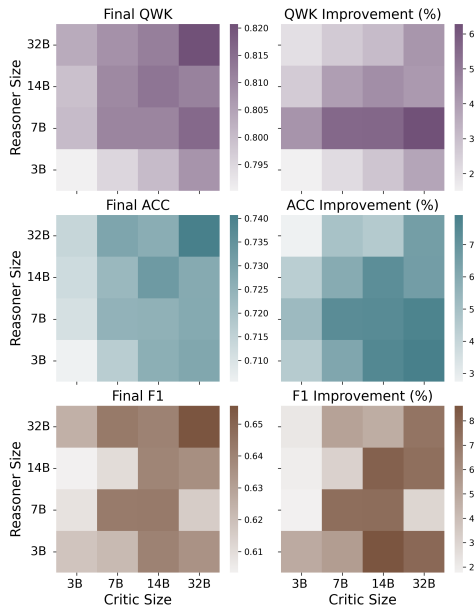 Final QWK
QWK Improvement (%)
Reasoner Size
32B
14B
7B
3B
0.820
0.815
0.810
0.805
0.800
0.795
6
5
4
3
2
Final ACC
ACC Improvement (%)
Reasoner Size
32B
14B
7B
3B
0.740
0.735
0.730
0.725
0.720
0.715
0.710
7
6
5
4
3
Final F1
F1 Improvement (%)
Reasoner Size
32B
14B
7B
3B
0.65
0.64
0.63
0.62
0.61
8
7
6
5
4
3
2
3B 7B 14B 32B
3B 7B 14B 32B
Critic Size
Critic Size